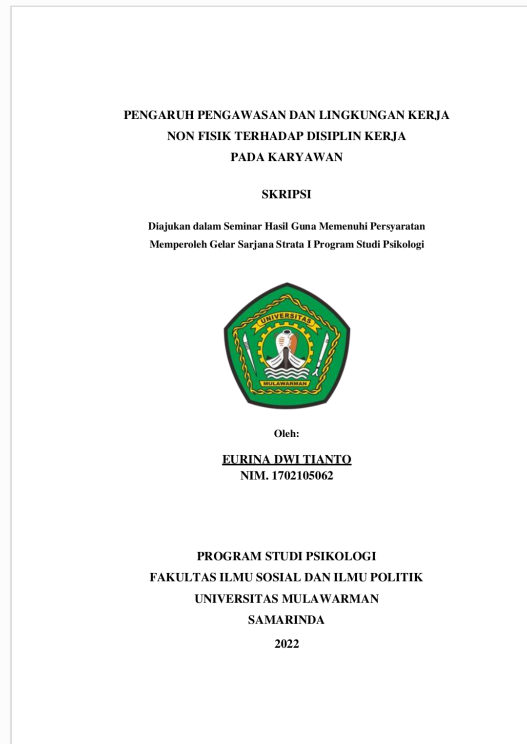 PENGARUH PENGAWASAN DAN LINGKUNGAN KERJA
NON FISIK TERHADAP DISIPLIN KERJA
PADA KARYAWAN
SKRIPSI
Diajukan dalam Seminar Hasil Guna Memenuhi Persyaratan
Memperoleh Gelar Sarjana Strata I Program Studi Psikologi
UNIVERSITAS
MULAWARMAN
Oleh:
EURINA DWI TIANTO
NIM. 1702105062
PROGRAM STUDI PSIKOLOGI
FAKULTAS ILMU SOSIAL DAN ILMU POLITIK
UNIVERSITAS MULAWARMAN
SAMARINDA
2022